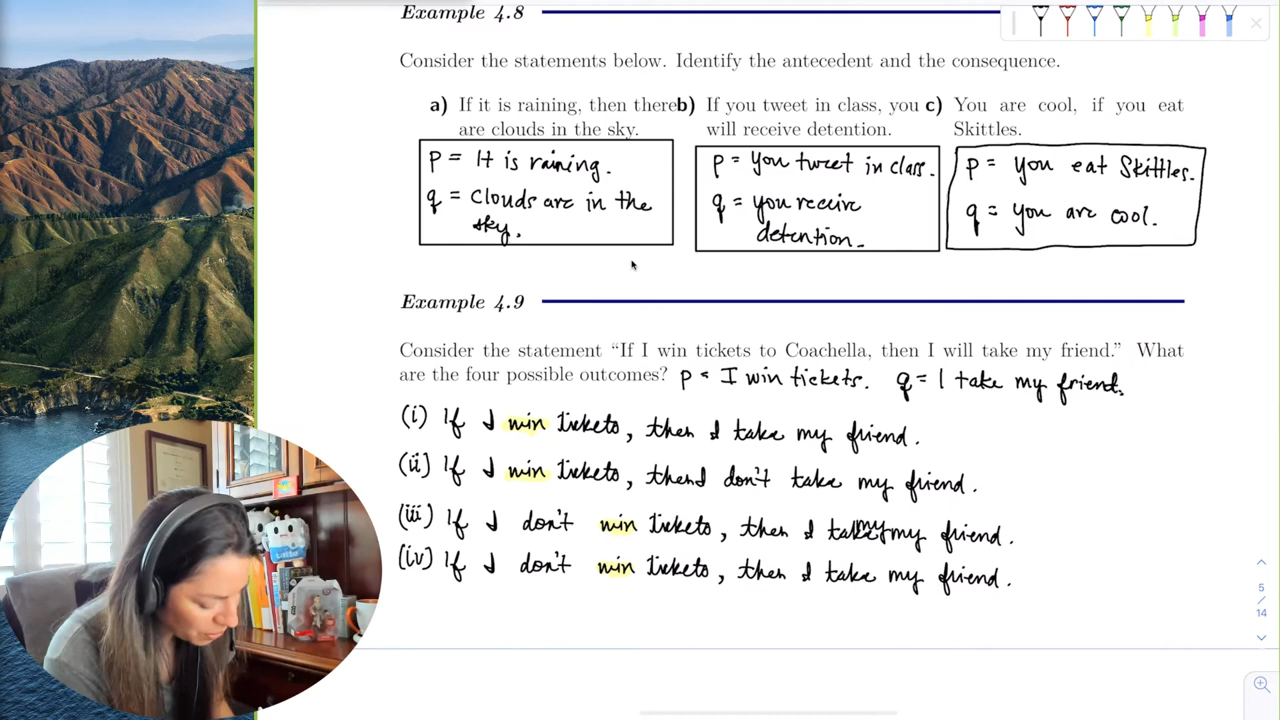 Example 4.8
Consider the statements below. Identify the antecedent and the consequence.
a) If it is raining, then there
are clouds in the sky.
p = It is raining.
q = Clouds are in the
sky.
b) If you tweet in class, you
will receive detention.
p = you tweet in class.
q = you receive
detention.
c) You are cool, if you eat
Skittles.
p = you eat Skittles.
q = you are cool.
Example 4.9
Consider the statement “If I win tickets to Coachella, then I will take my friend.” What
are the four possible outcomes? p = I win tickets. q = I take my friend.
(i) If I win tickets, then I take my friend.
(ii) If I win tickets, then I don't take my friend.
(iii) If I don't win tickets, then I take my friend.
(iv) If I don't win tickets, then I take my friend.
5
/
14